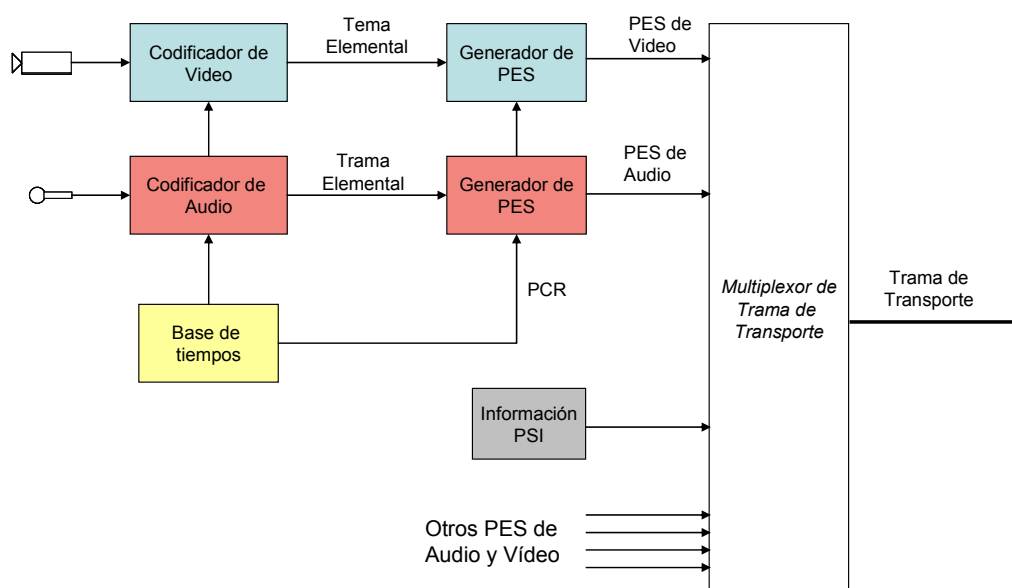 Codificador de
Video
Tema
Elemental
Generador de
PES
PES de
Video
Codificador de
Audio
Trama
Elemental
Generador de
PES
PES de
Audio
Base de
tiempos
PCR
Multiplexor de
Trama de
Transporte
Trama de
Transporte
Información
PSI
Otros PES de
Audio y Vídeo